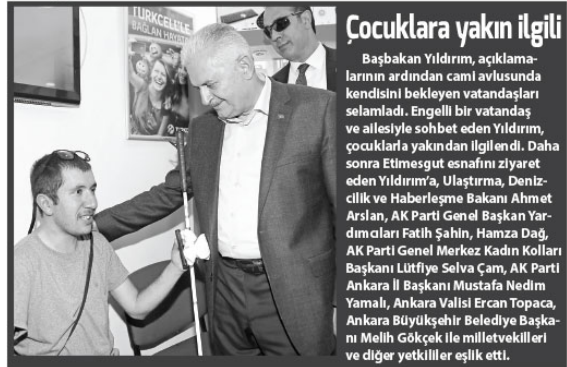 TURKCELL'LE
BAĞLAN HAYATA
Çocuklara yakın ilgili
Başbakan Yıldırım, açıklama-
larının ardından cami avlusunda
kendisini bekleyen vatandaşları
selamladı. Engelli bir vatandaş
ve ailesiyle sohbet eden Yıldırım,
çocuklarla yakından ilgilendi. Daha
sonra Etimesgut esnafını ziyaret
eden Yıldırım'a, Ulaştırma, Deniz-
cilik ve Haberleşme Bakanı Ahmet
Arslan, AK Parti Genel Başkan Yar-
dımcıları Fatih Şahin, Hamza Dağ,
AK Parti Genel Merkez Kadın Kolları
Başkanı Lütfiye Selva Çam, AK Parti
Ankara İl Başkanı Mustafa Nedim
Yamalı, Ankara Valisi Ercan Topaca,
Ankara Büyükşehir Belediye Başka-
nı Melih Gökçek ile milletvekilleri
ve diğer yetkililer eşlik etti.